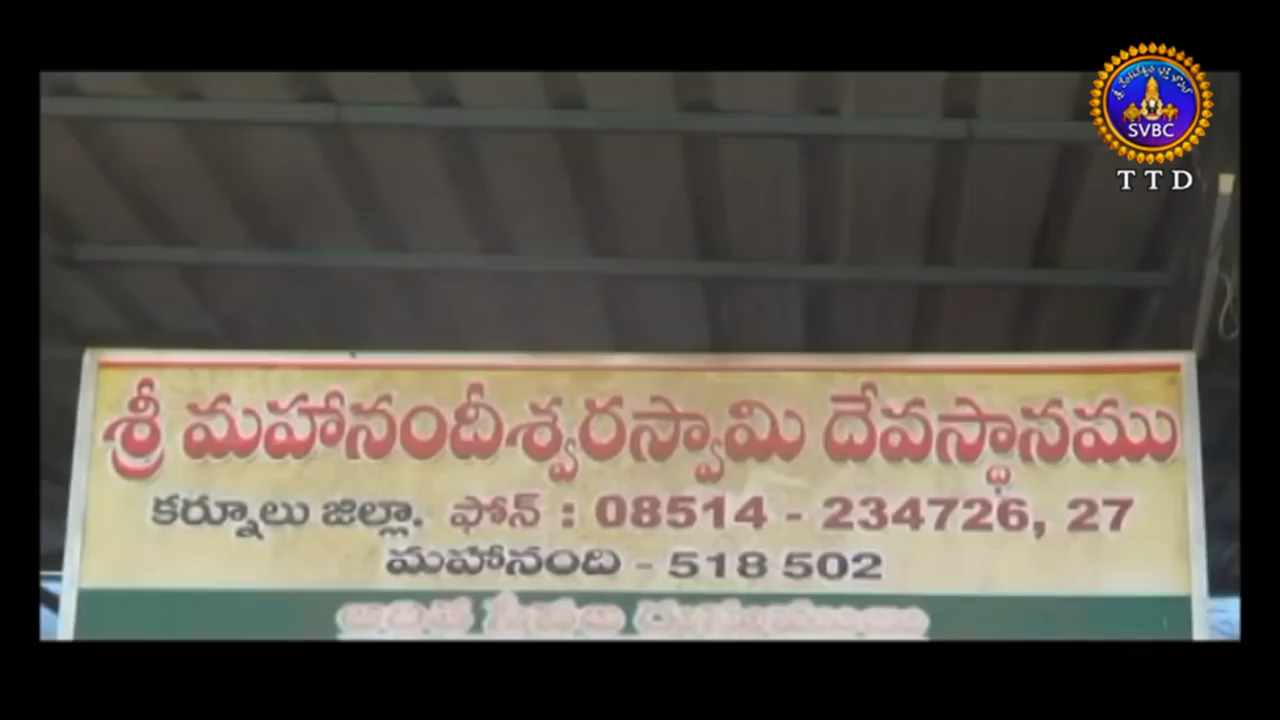 SVBC
TTD
శ్రీ మహానందీశ్వరస్వామి దేవస్థానము
కర్నూలు జిల్లా. ఫోన్ : 08514 - 234726, 27
మహానంది - 518 502